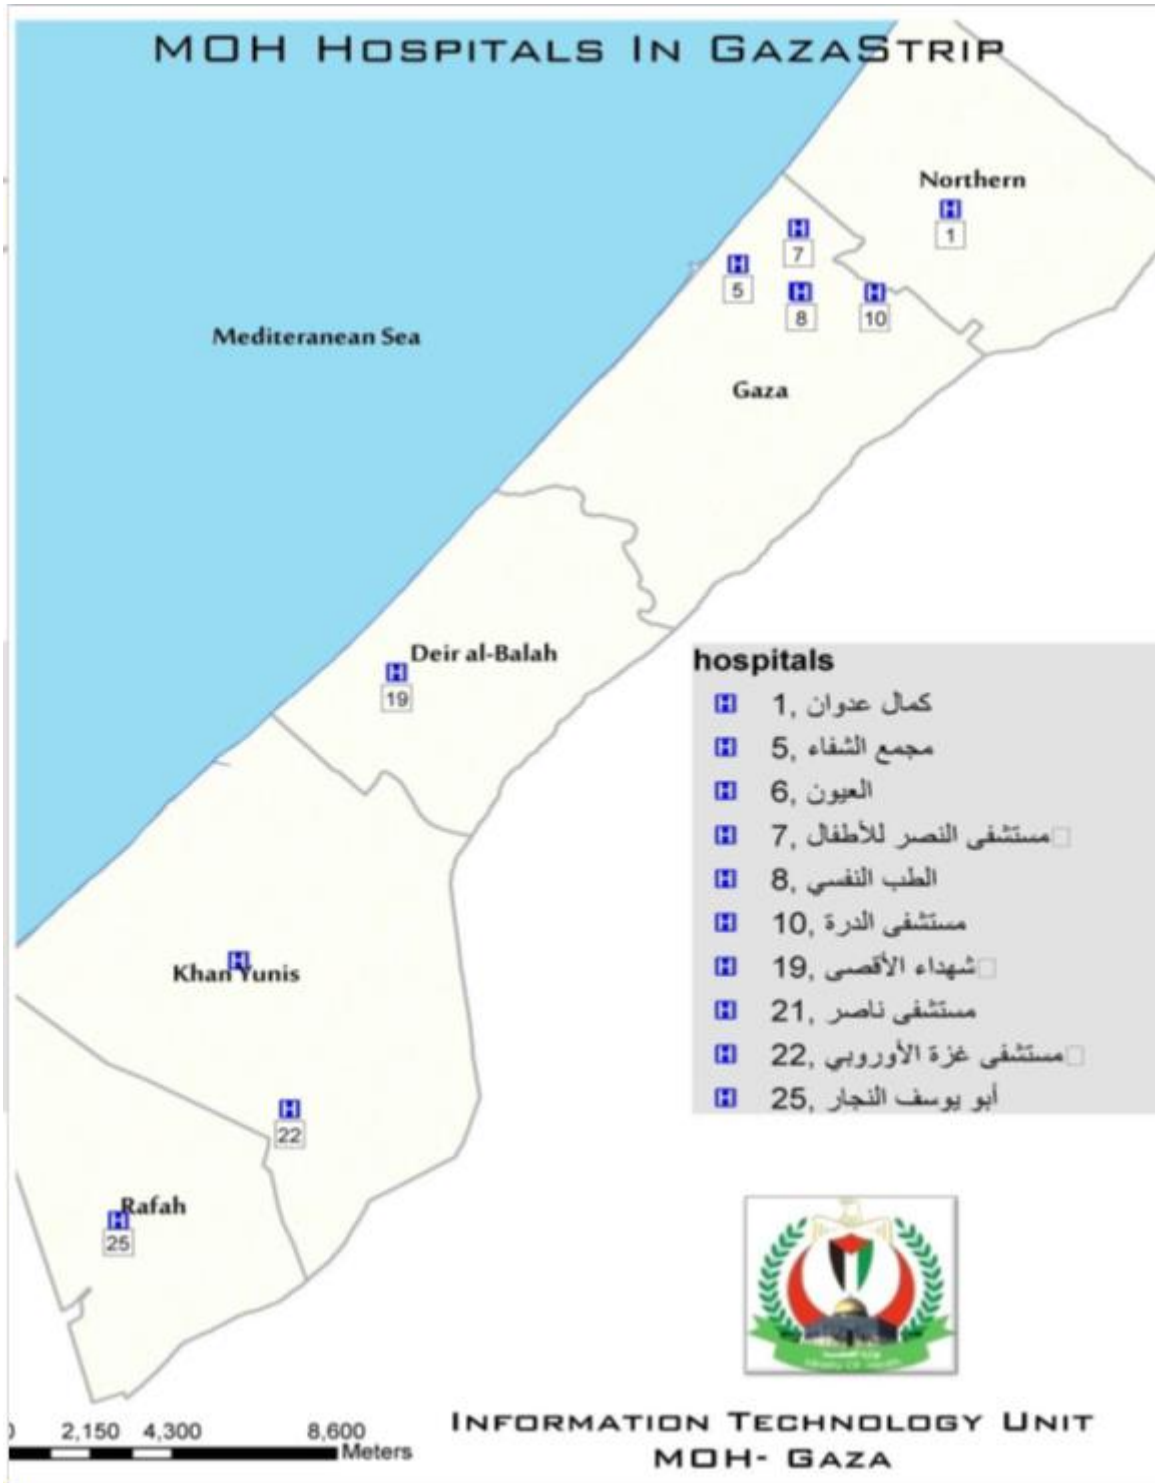 MOH Hospitals In GazaStrip
Northern
1
7
5
8
10
Mediteranean Sea
Gaza
Deir al-Balah
19
hospitals
1, كمال عدوان
5, مجمع الشفاء
6, العيون
7, مستشفى النصر للأطفال
8, الطب النفسي
10, مستشفى الدرة
19, شهداء الأقصى
21, مستشفى ناصر
22, مستشفى غزة الأوروبي
25, أبو يوسف النجار
Khan Yunis
22
Rafah
25
2,150 4,300 8,600
Meters
Information Technology Unit
MOH- Gaza